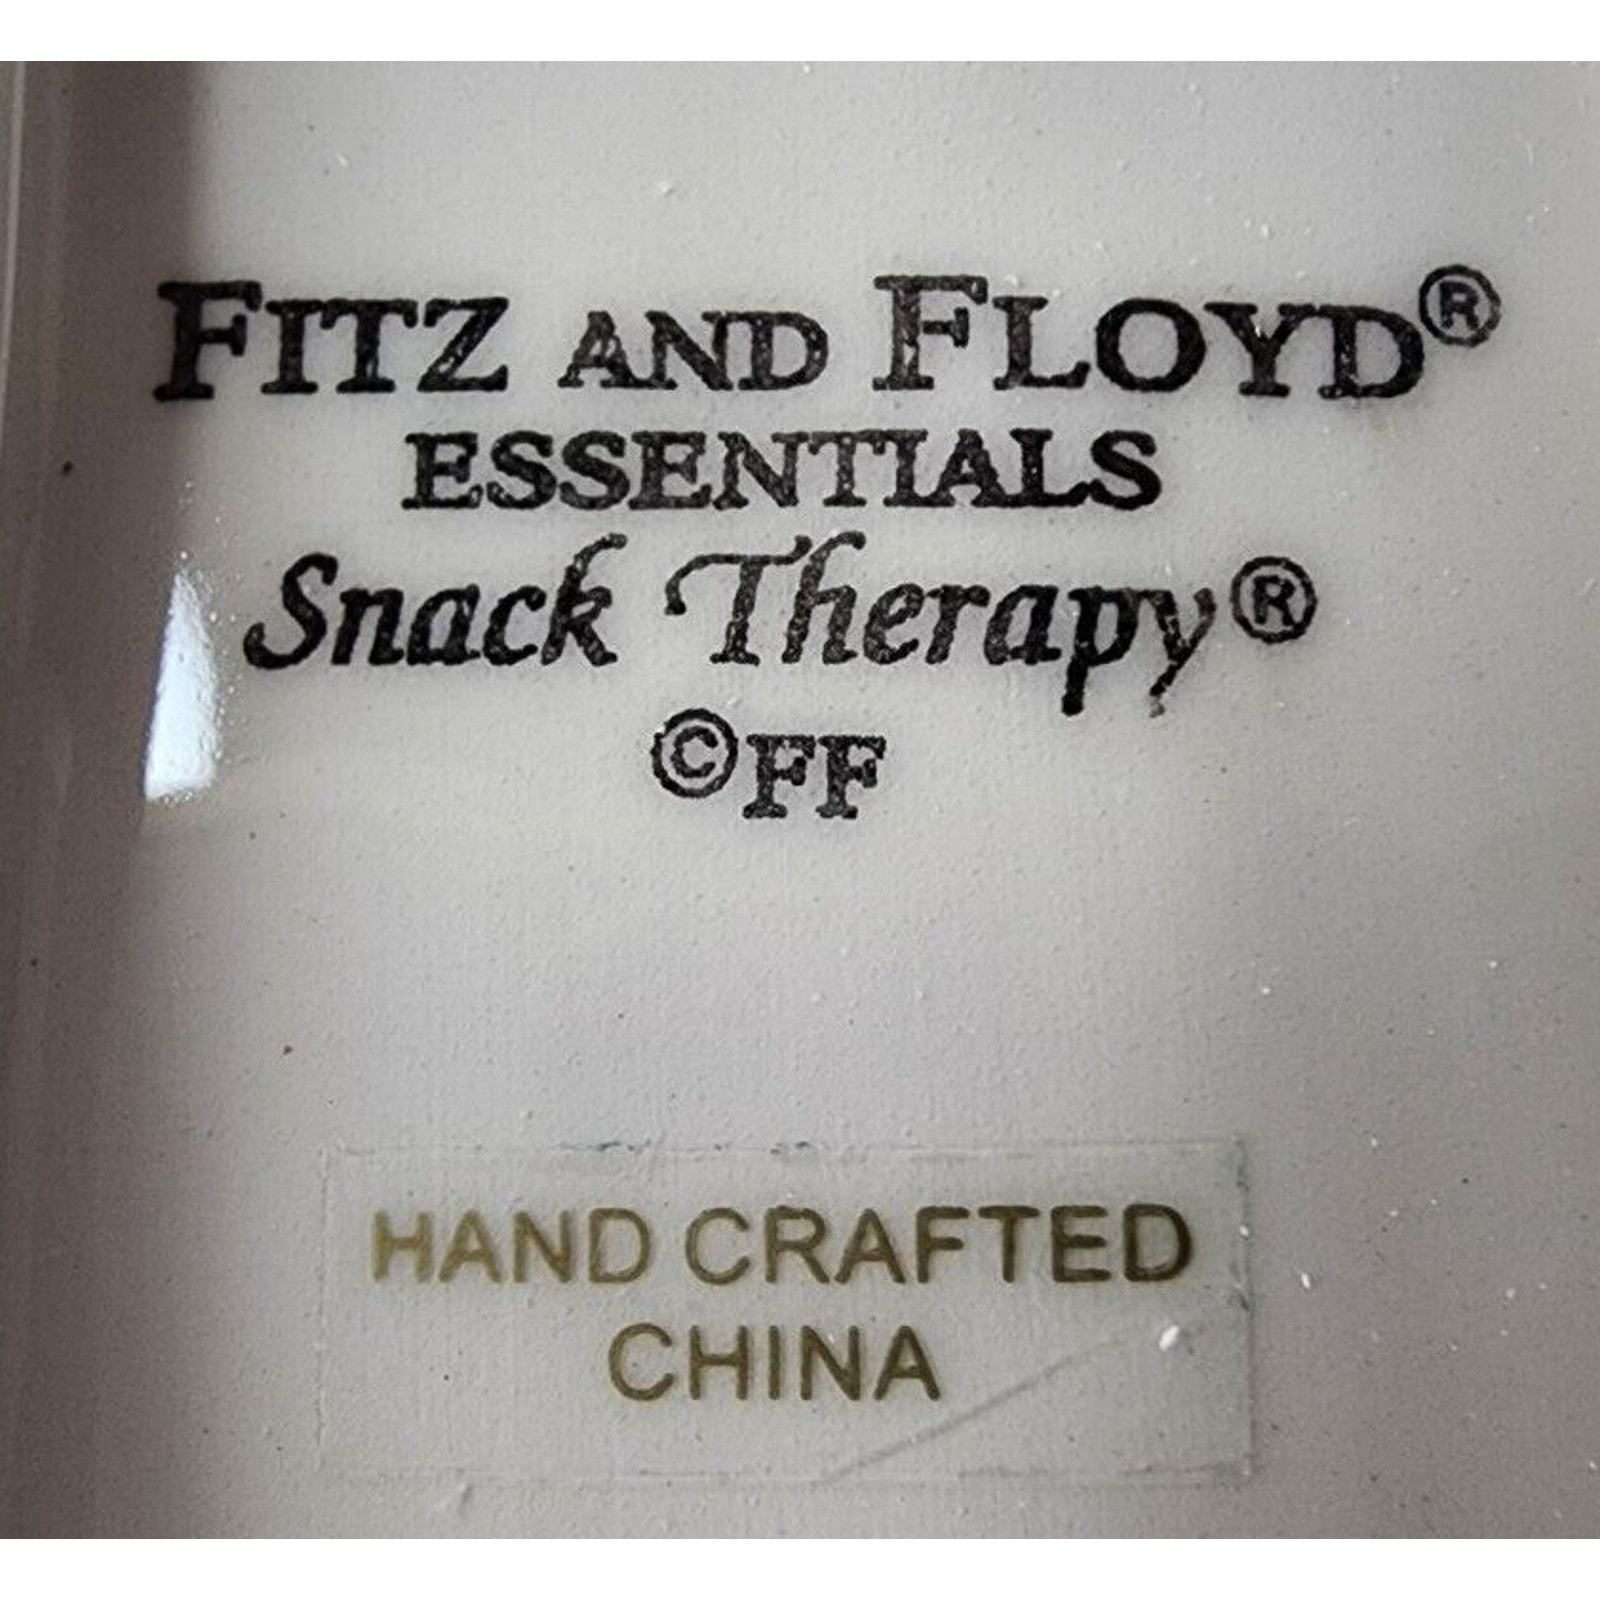 FITZ AND FLOYD®
ESSENTIALS
Snack Therapy®
©FF
HAND CRAFTED
CHINA